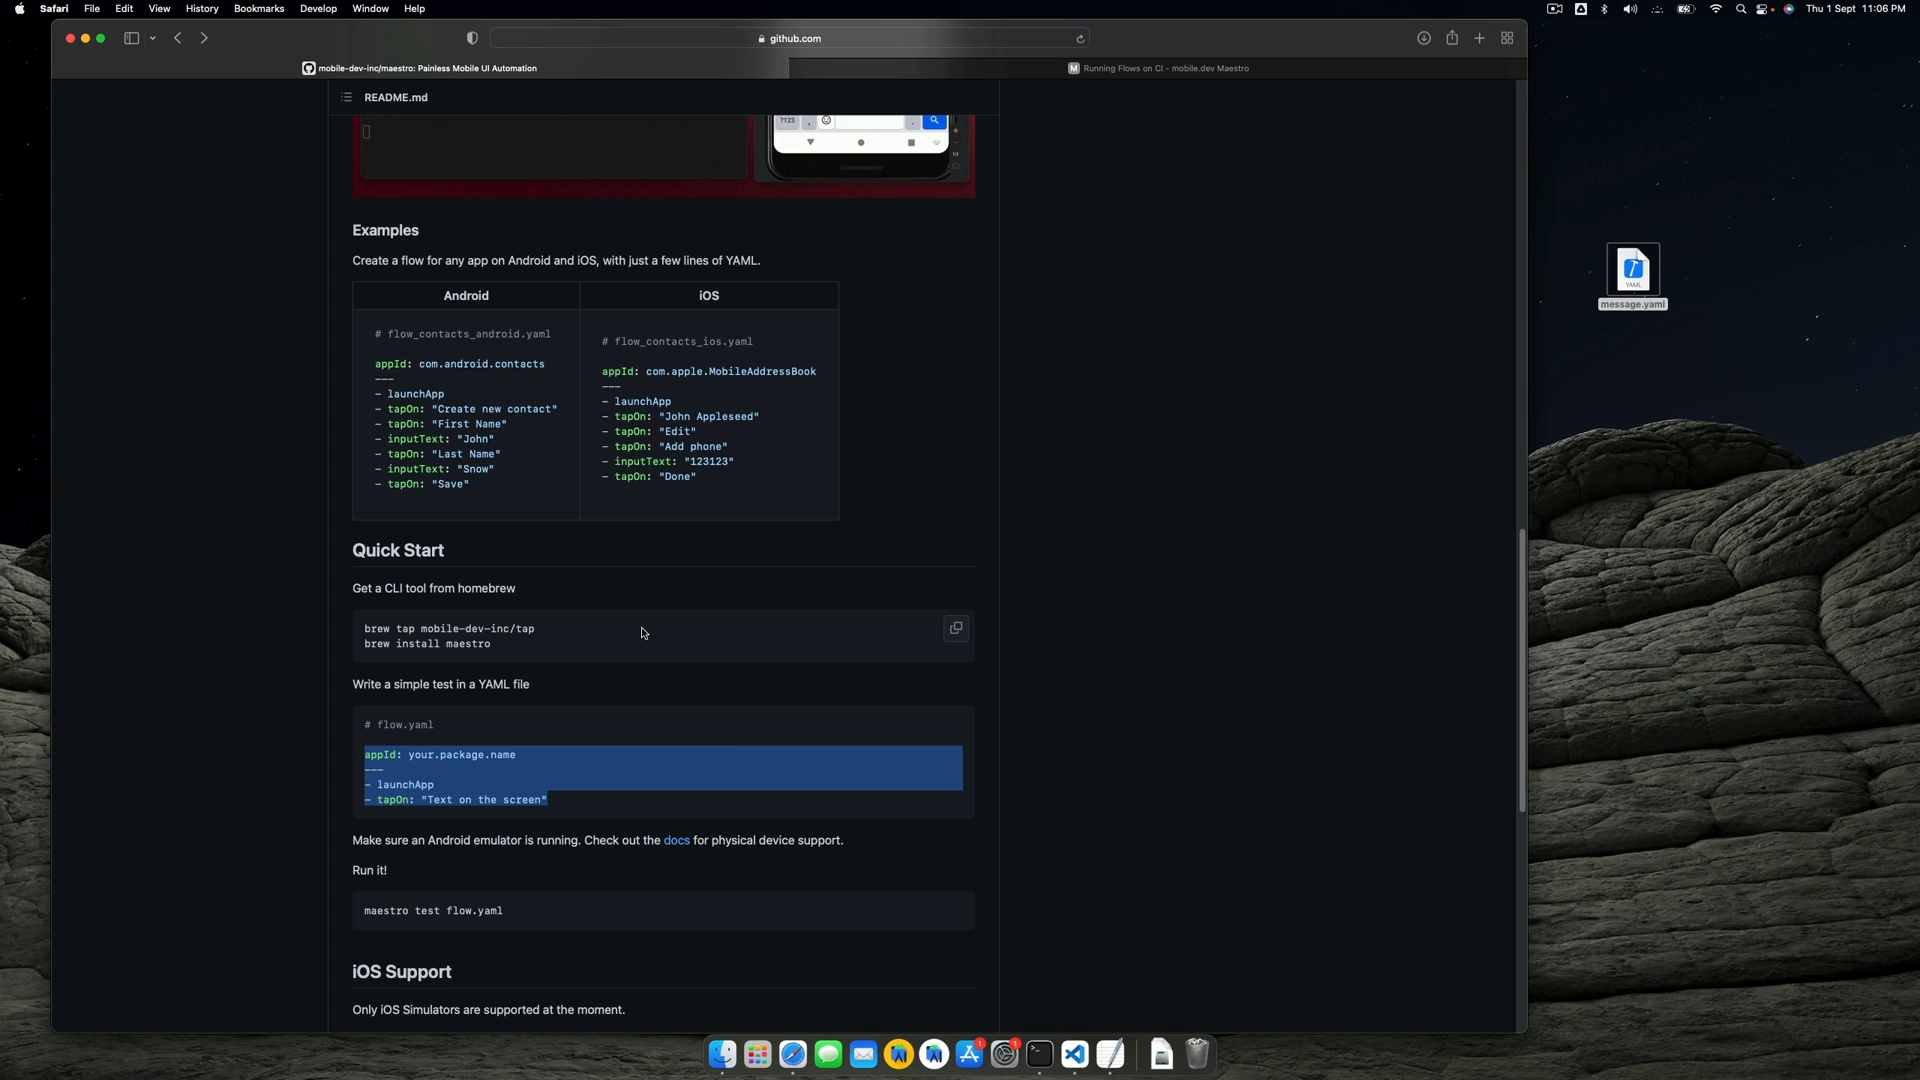 Safari File Edit View History Bookmarks Develop Window Help
Thu 1 Sept 11:06 PM
github.com
mobile-dev-inc/maestro: Painless Mobile UI Automation
Running Flows on CI - mobile.dev Maestro
README.md
?123 , .
Examples
Create a flow for any app on Android and iOS, with just a few lines of YAML.
Android
iOS
# flow_contacts_android.yaml
appId: com.android.contacts
---
- launchApp
- tapOn: "Create new contact"
- tapOn: "First Name"
- inputText: "John"
- tapOn: "Last Name"
- inputText: "Snow"
- tapOn: "Save"
# flow_contacts_ios.yaml
appId: com.apple.MobileAddressBook
---
- launchApp
- tapOn: "John Appleseed"
- tapOn: "Edit"
- tapOn: "Add phone"
- inputText: "123123"
- tapOn: "Done"
Quick Start
Get a CLI tool from homebrew
brew tap mobile-dev-inc/tap
brew install maestro
Write a simple test in a YAML file
# flow.yaml
appId: your.package.name
---
- launchApp
- tapOn: "Text on the screen"
Make sure an Android emulator is running. Check out the docs for physical device support.
Run it!
maestro test flow.yaml
iOS Support
Only iOS Simulators are supported at the moment.
YAML
message.yaml
1
1